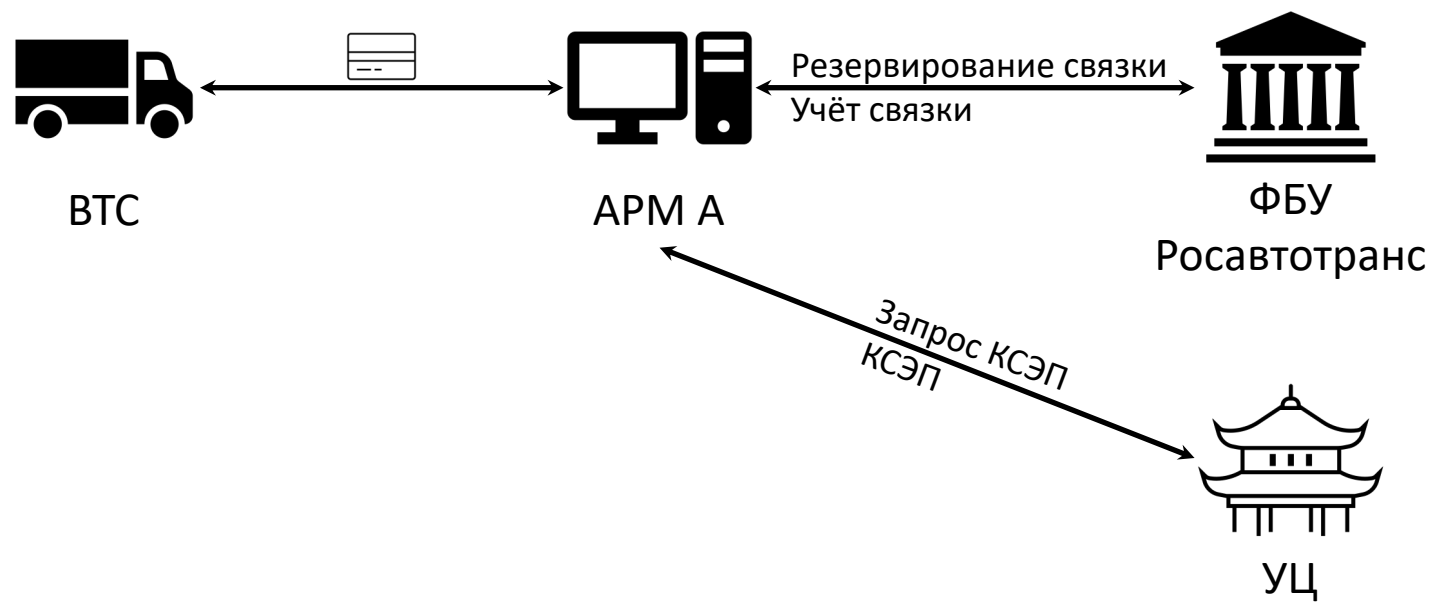 Резервирование связки
Учёт связки
ВТС
АРМ А
ФБУ
Росавтотранс
Запрос КСЭП
КСЭП
УЦ